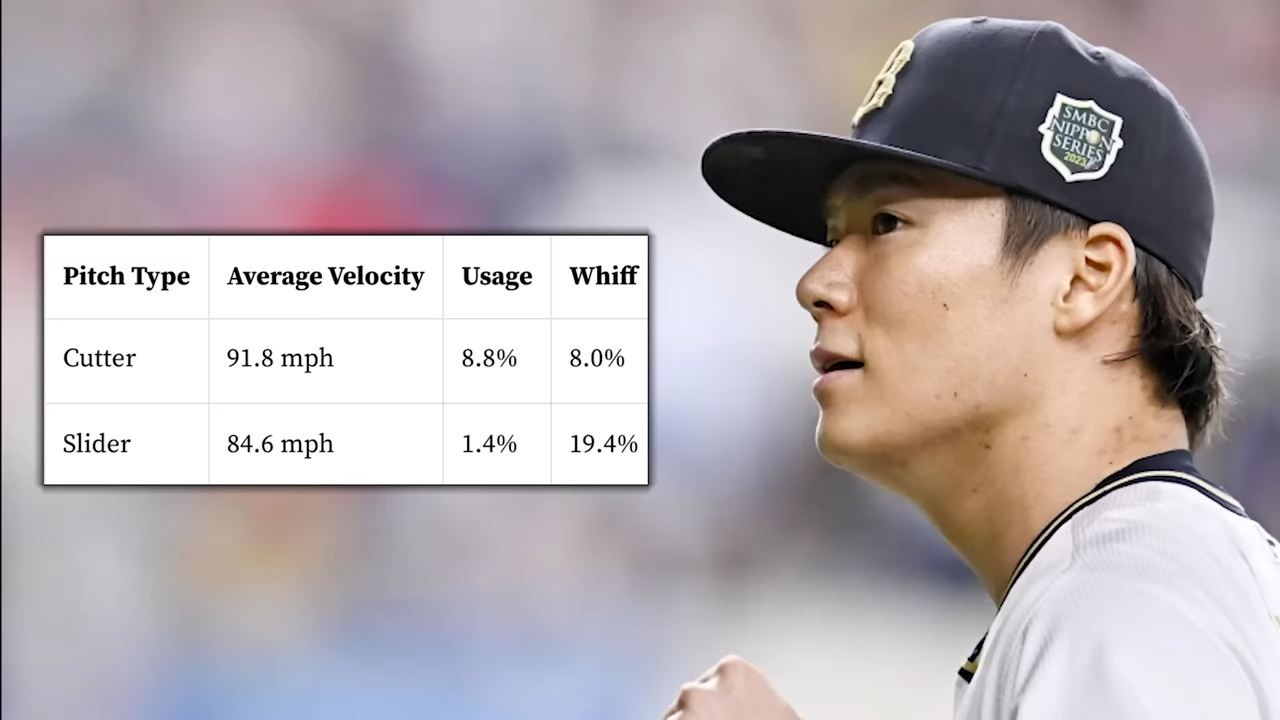 Pitch Type Average Velocity Usage Whiff
Cutter 91.8 mph 8.8% 8.0%
Slider 84.6 mph 1.4% 19.4%
B
SMBC
NIPPON
SERIES
2023